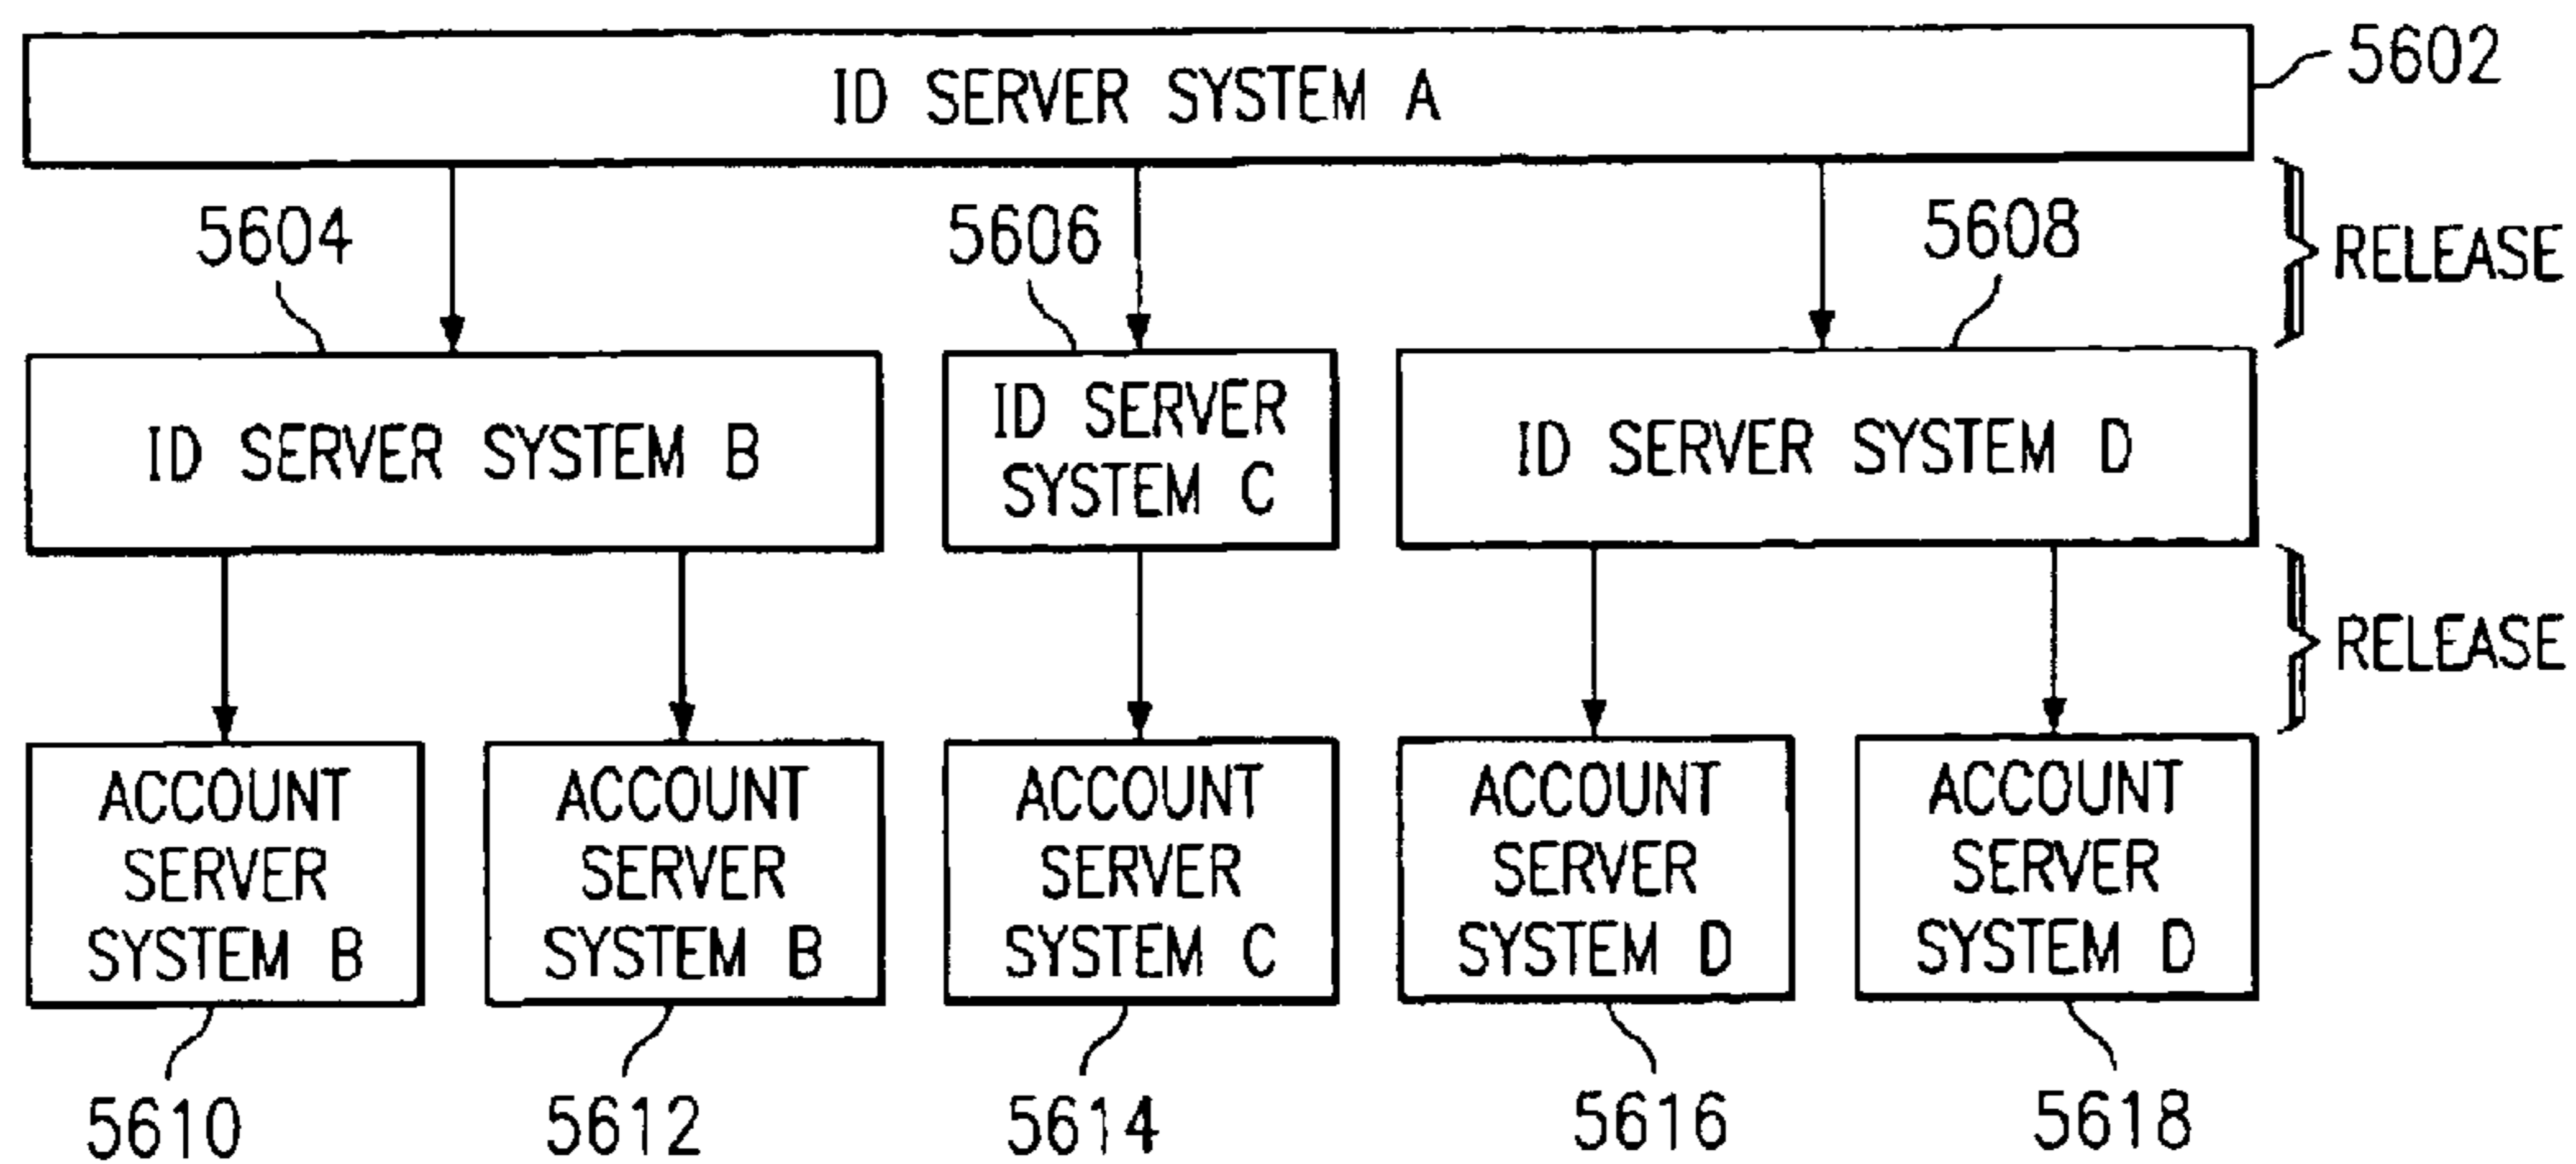 ID SERVER SYSTEM A
5602
5604
5606
5608
RELEASE
ID SERVER SYSTEM B
ID SERVER
SYSTEM C
ID SERVER SYSTEM D
RELEASE
ACCOUNT
SERVER
SYSTEM B
ACCOUNT
SERVER
SYSTEM B
ACCOUNT
SERVER
SYSTEM C
ACCOUNT
SERVER
SYSTEM D
ACCOUNT
SERVER
SYSTEM D
5610
5612
5614
5616
5618